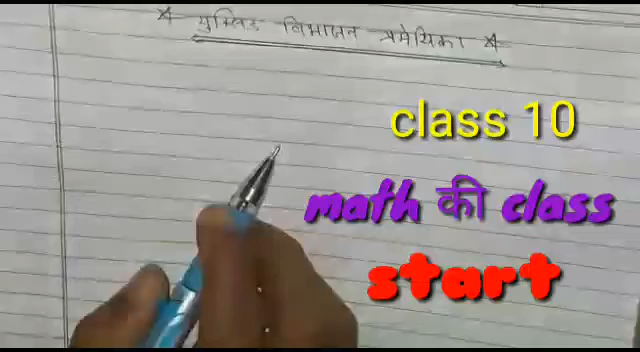 * युक्लिड विभाजन प्रमेयिका *
class 10
math की class
start